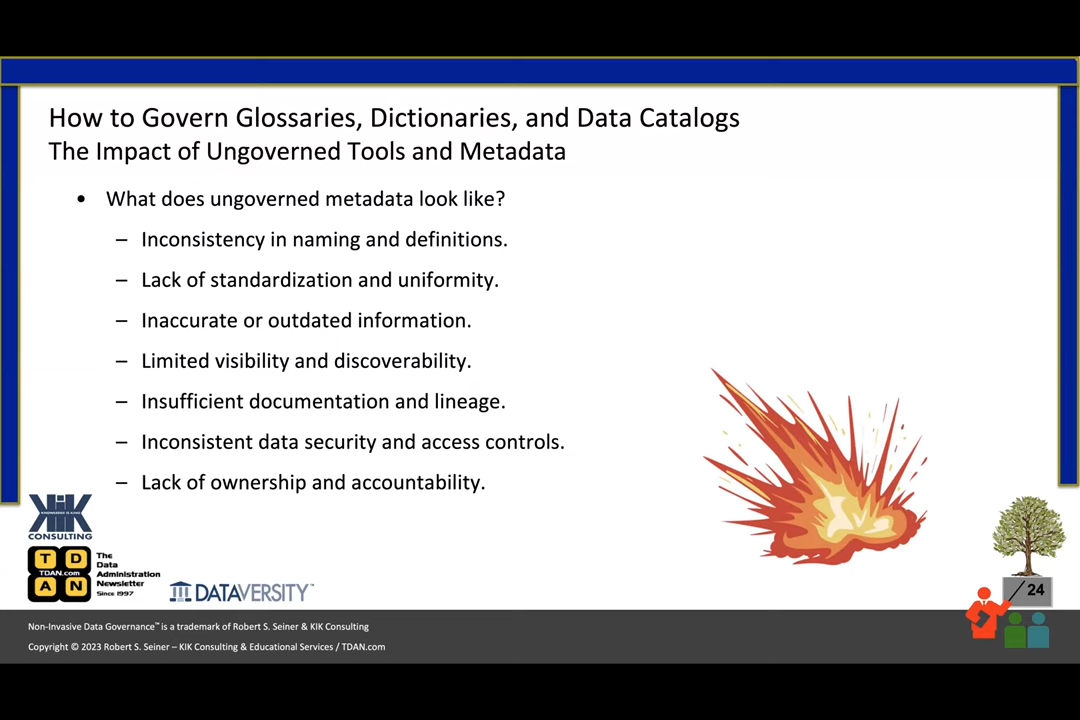 How to Govern Glossaries, Dictionaries, and Data Catalogs
The Impact of Ungoverned Tools and Metadata
• What does ungoverned metadata look like?
– Inconsistency in naming and definitions.
– Lack of standardization and uniformity.
– Inaccurate or outdated information.
– Limited visibility and discoverability.
– Insufficient documentation and lineage.
– Inconsistent data security and access controls.
– Lack of ownership and accountability.
KIK
KNOWLEDGE IS KING
CONSULTING
T D
TDAN.com
A N
The
Data
Administration
Newsletter
Since 1997
DATAVERSITY™
24
Non-Invasive Data Governance™ is a trademark of Robert S. Seiner & KIK Consulting
Copyright © 2023 Robert S. Seiner – KIK Consulting & Educational Services / TDAN.com